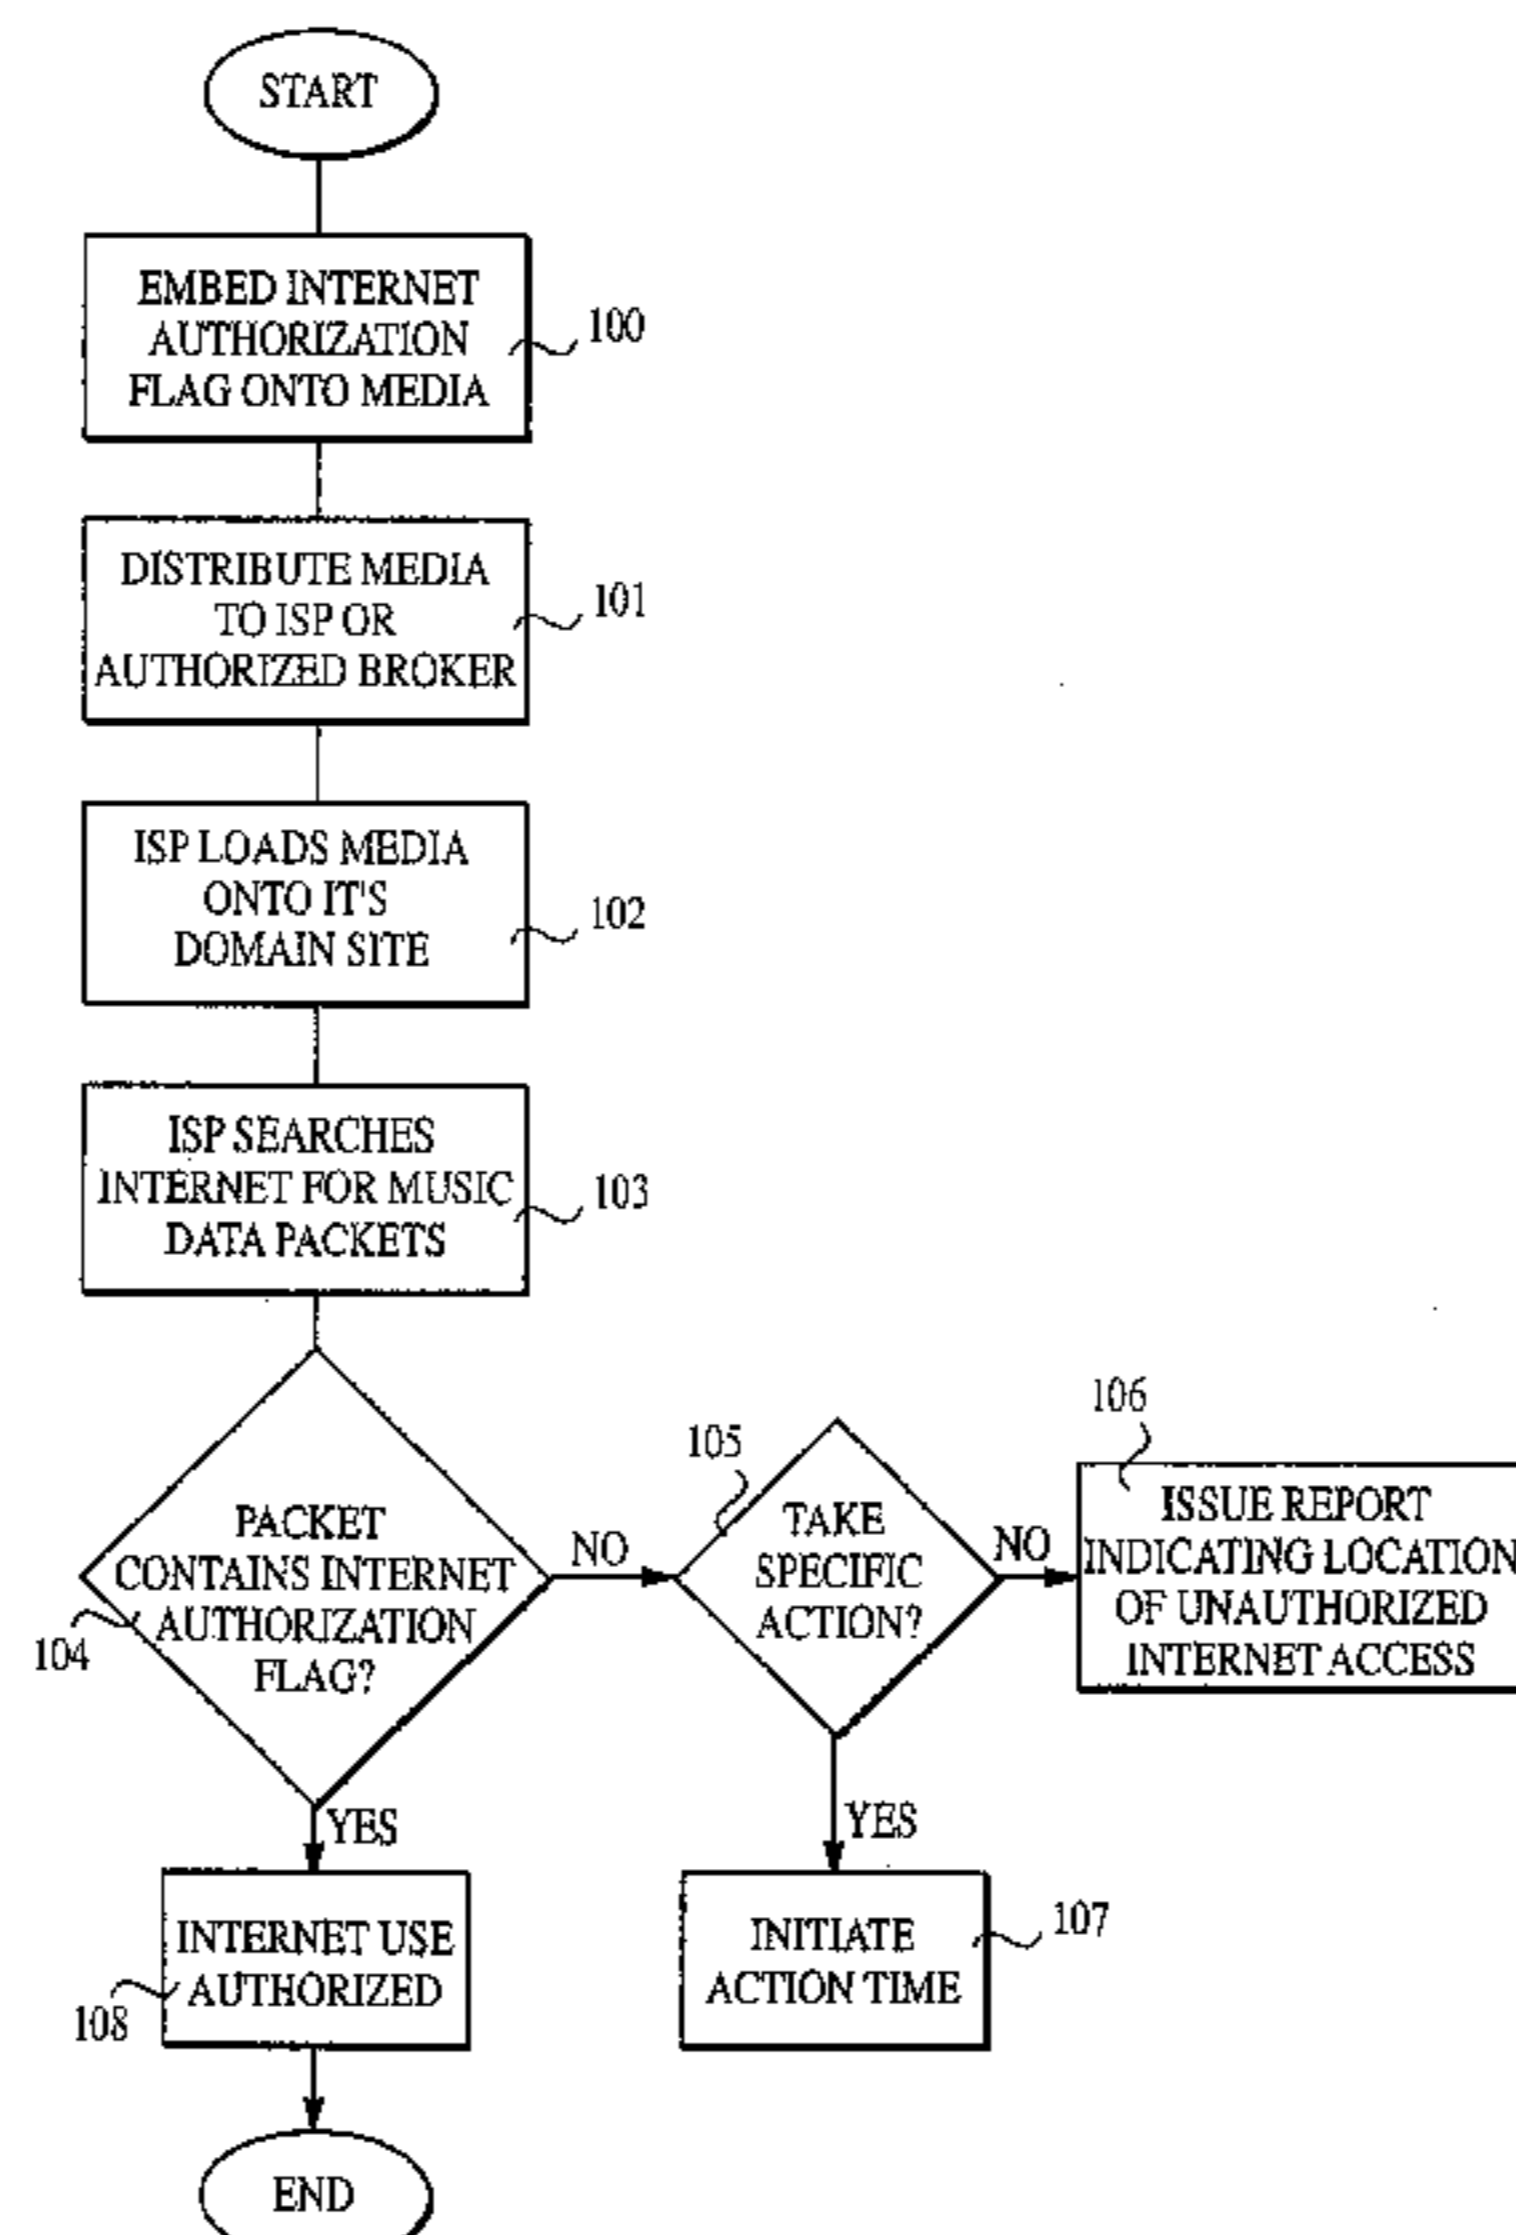 START
EMBED INTERNET
AUTHORIZATION
FLAG ONTO MEDIA
100
DISTRIBUTE MEDIA
TO ISP OR
AUTHORIZED BROKER
101
ISP LOADS MEDIA
ONTO IT'S
DOMAIN SITE
102
ISP SEARCHES
INTERNET FOR MUSIC
DATA PACKETS
103
PACKET
CONTAINS INTERNET
AUTHORIZATION
FLAG?
104
NO
105
TAKE
SPECIFIC
ACTION?
NO
106
ISSUE REPORT
INDICATING LOCATION
OF UNAUTHORIZED
INTERNET ACCESS
YES
YES
INTERNET USE
AUTHORIZED
108
INITIATE
ACTION TIME
107
END